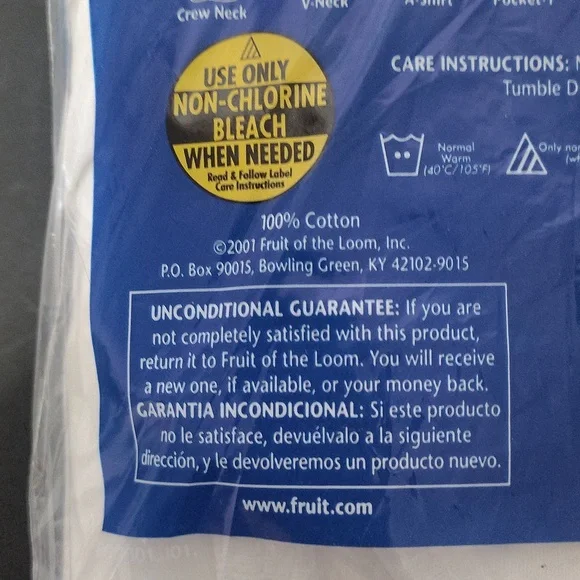 Crew Neck
V-Neck
A-Shirt
Pocket-T
USE ONLY
NON-CHLORINE
BLEACH
WHEN NEEDED
Read & Follow Label
Care Instructions
CARE INSTRUCTIONS:
Tumble D
Normal
Warm
(40°C/105°F)
Only
100% Cotton
©2001 Fruit of the Loom, Inc.
P.O. Box 90015, Bowling Green, KY 42102-9015
UNCONDITIONAL GUARANTEE: If you are
not completely satisfied with this product,
return it to Fruit of the Loom. You will receive
a new one, if available, or your money back.
GARANTIA INCONDICIONAL: Si este producto
no le satisface, devuélvalo a la siguiente
dirección, y le devolveremos un producto nuevo.
www.fruit.com